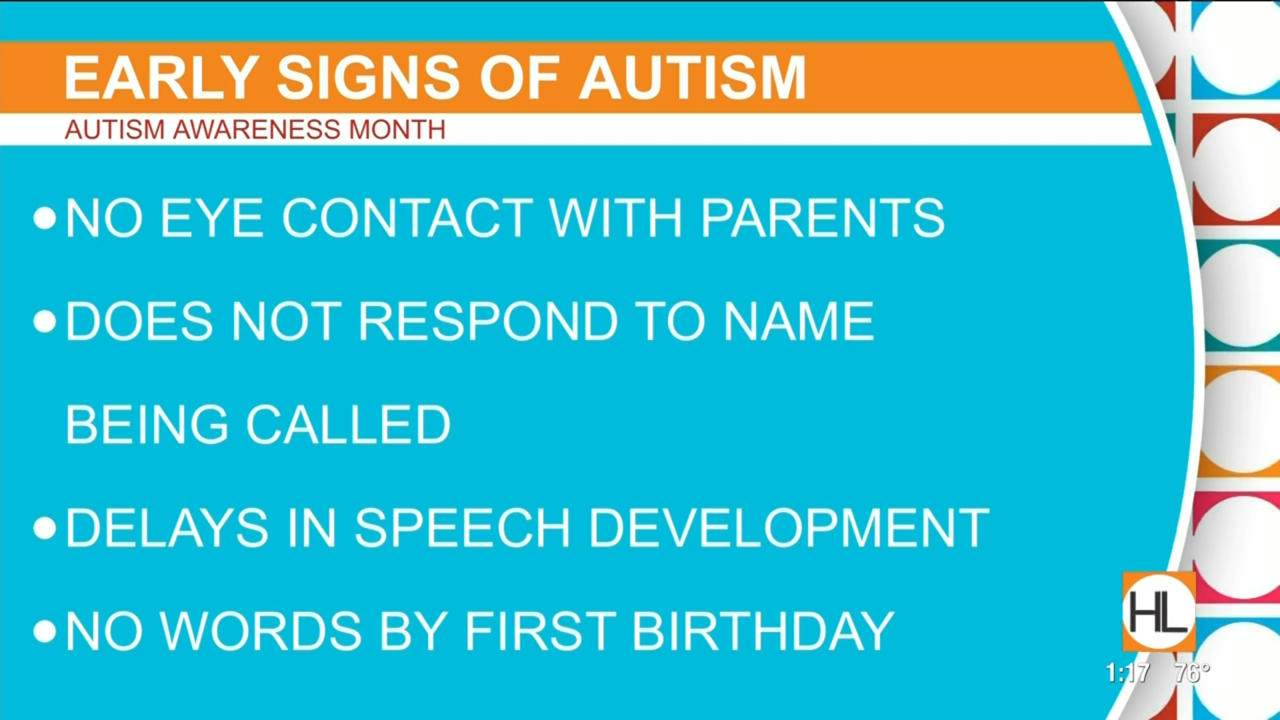 EARLY SIGNS OF AUTISM
AUTISM AWARENESS MONTH
•NO EYE CONTACT WITH PARENTS
•DOES NOT RESPOND TO NAME
BEING CALLED
•DELAYS IN SPEECH DEVELOPMENT
•NO WORDS BY FIRST BIRTHDAY
HL
1:17 76°